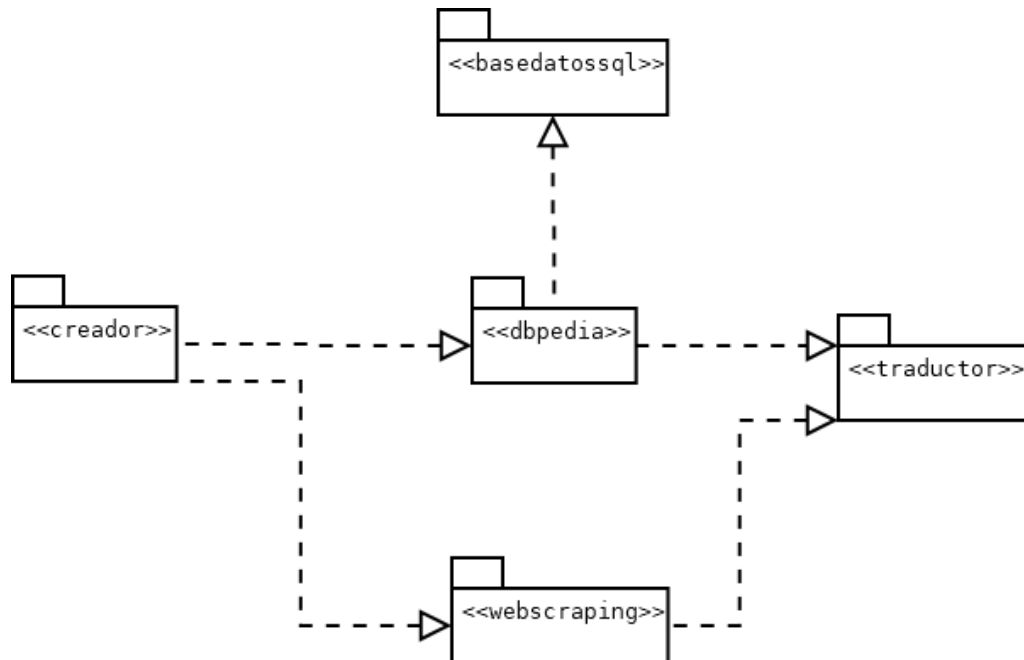 <<basedatossql>>
<<creador>>
<<dbpedia>>
<<traductor>>
<<webscraping>>